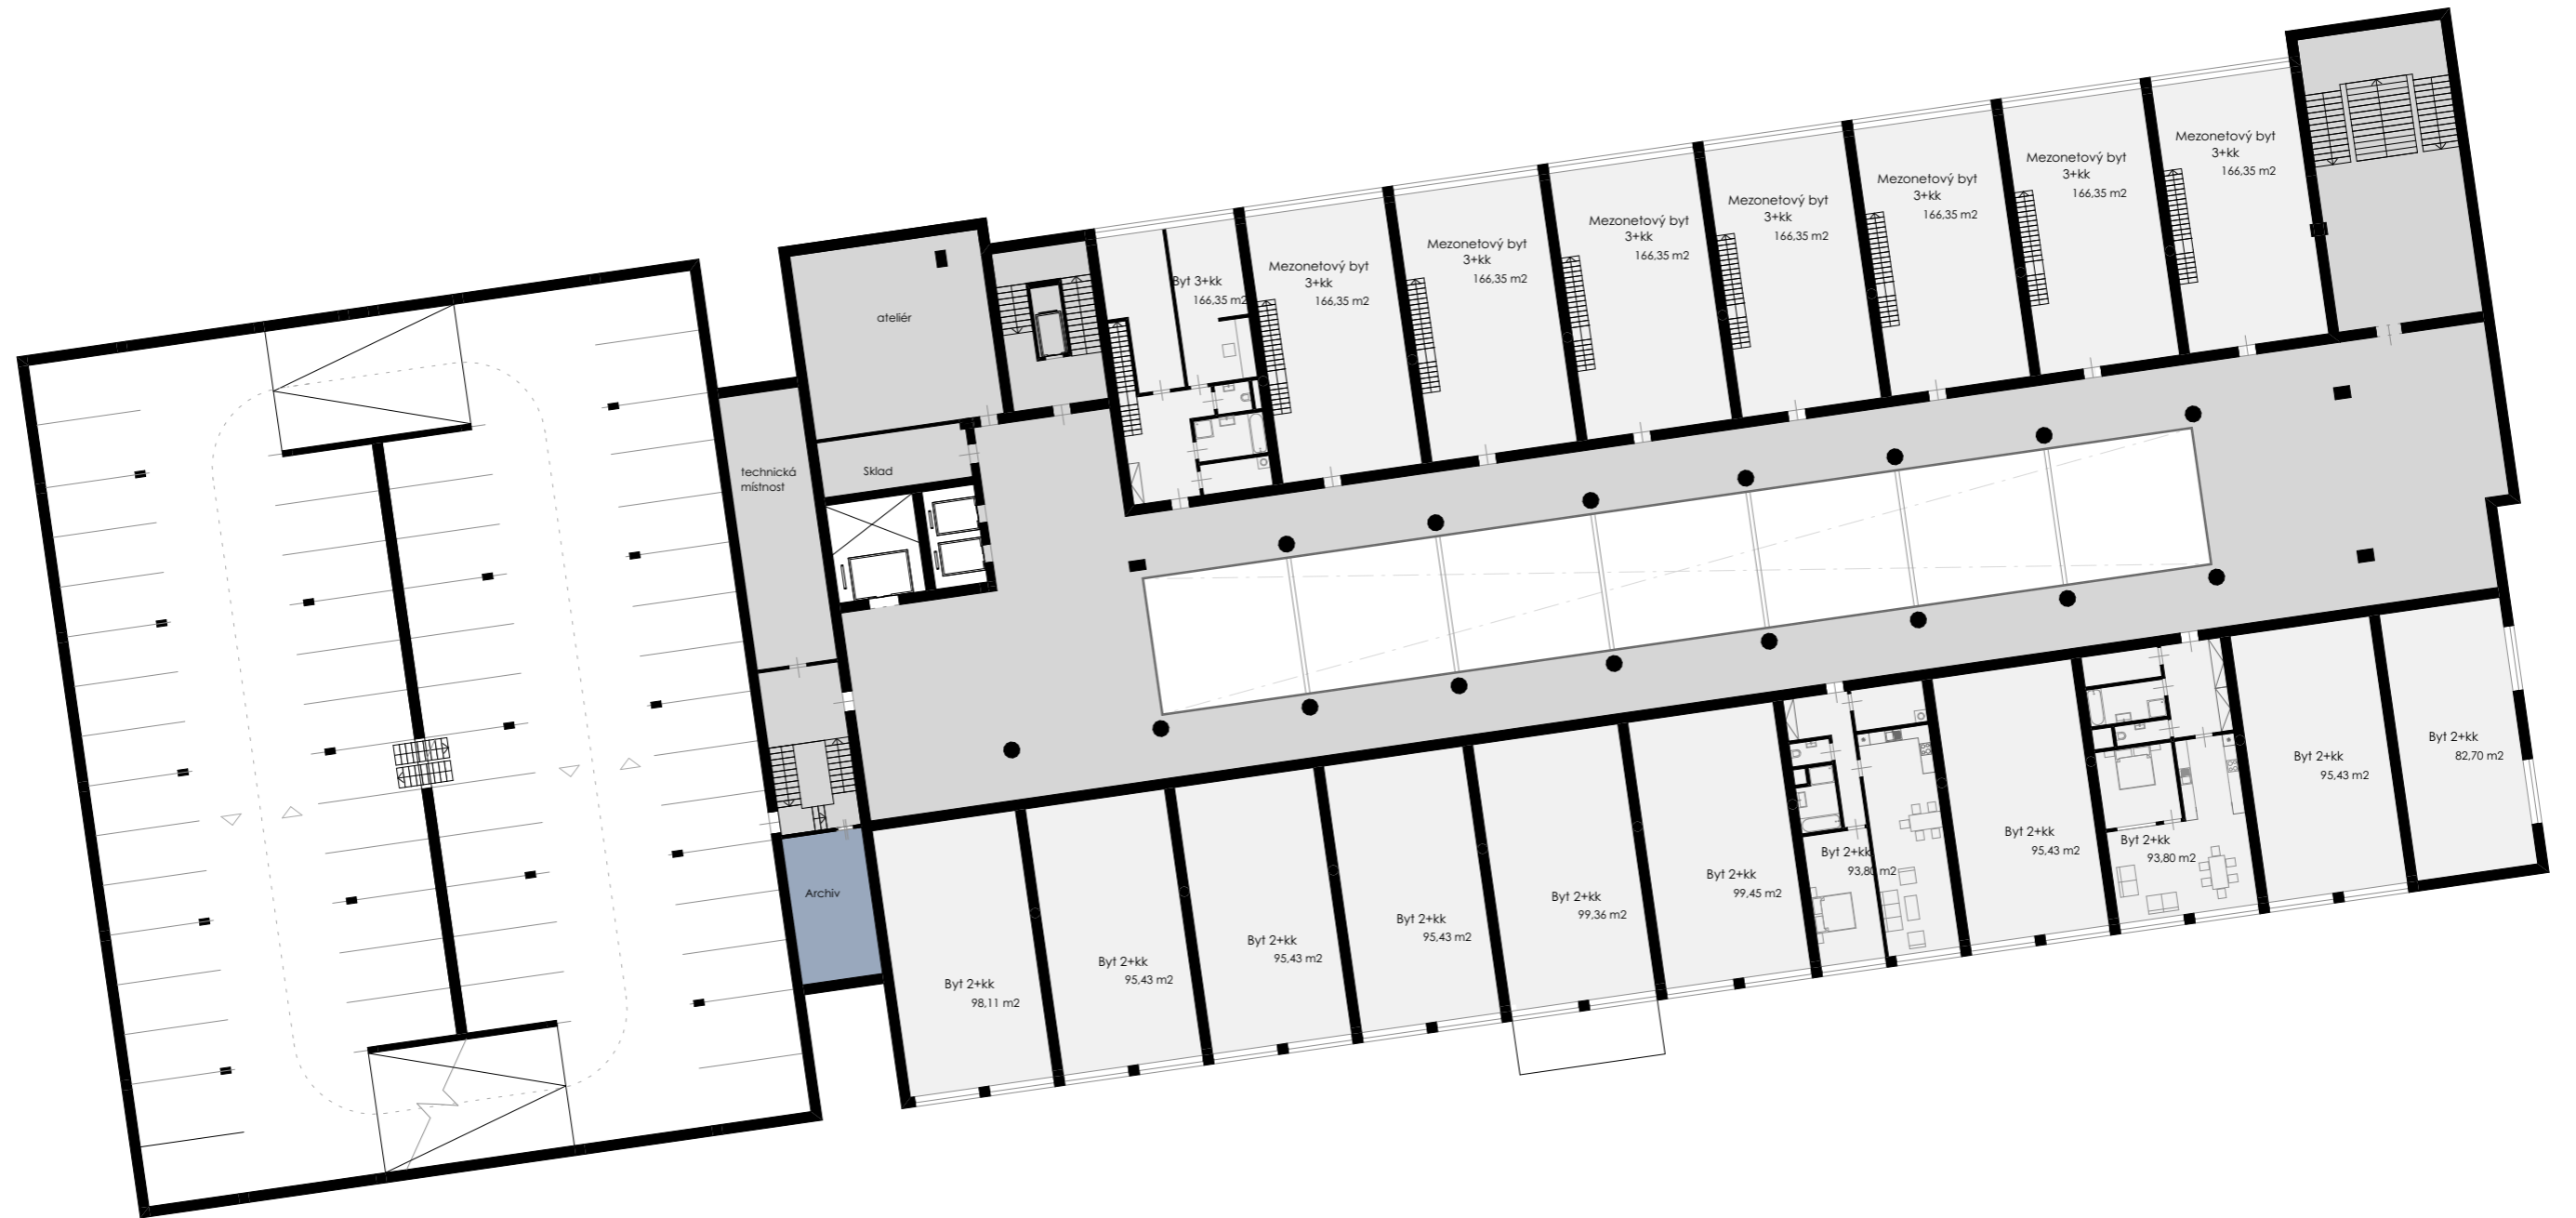 Mezonetový byt
3+kk
166,35 m2
Mezonetový byt
3+kk
166,35 m2
Mezonetový byt
3+kk
166,35 m2
Mezonetový byt
3+kk
166,35 m2
Mezonetový byt
3+kk
166,35 m2
Mezonetový byt
3+kk
166,35 m2
Mezonetový byt
3+kk
166,35 m2
Byt 3+kk
166,35 m2
ateliér
Sklad
technická
místnost
Archiv
Byt 2+kk
98,11 m2
Byt 2+kk
95,43 m2
Byt 2+kk
95,43 m2
Byt 2+kk
95,43 m2
Byt 2+kk
99,36 m2
Byt 2+kk
99,45 m2
Byt 2+kk
93,80 m2
Byt 2+kk
95,43 m2
Byt 2+kk
93,80 m2
Byt 2+kk
95,43 m2
Byt 2+kk
82,70 m2